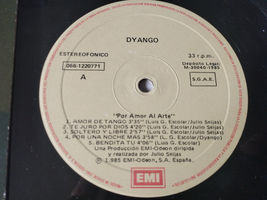 DYANGO
ESTEREOFONICO
33 r.p.m.
066-1220771
Depósito Legal
M-30040-1985
A
S.G.A.E.
"Por Amor Al Arte"
1. AMOR DE TANGO 3'35" (Luis G. Escolar/Julio Seijas)
2. TE JURO POR DIOS 4'20" (Luis G. Escolar/Julio Seijas)
3. SOLTERO Y LIBRE 2'57" (Luis G. Escolar/Julio Seijas)
4. POR UNA NOCHE MAS 3'58" (L. G. Escolar/Dyango)
5. BENDITA TU 4'06" (Luis G. Escolar)
Una Producción EMI-Odeón dirigida
y realizada por Julio Seijas
Ⓟ 1985 EMI-Odeon, S.A. España.
EMI